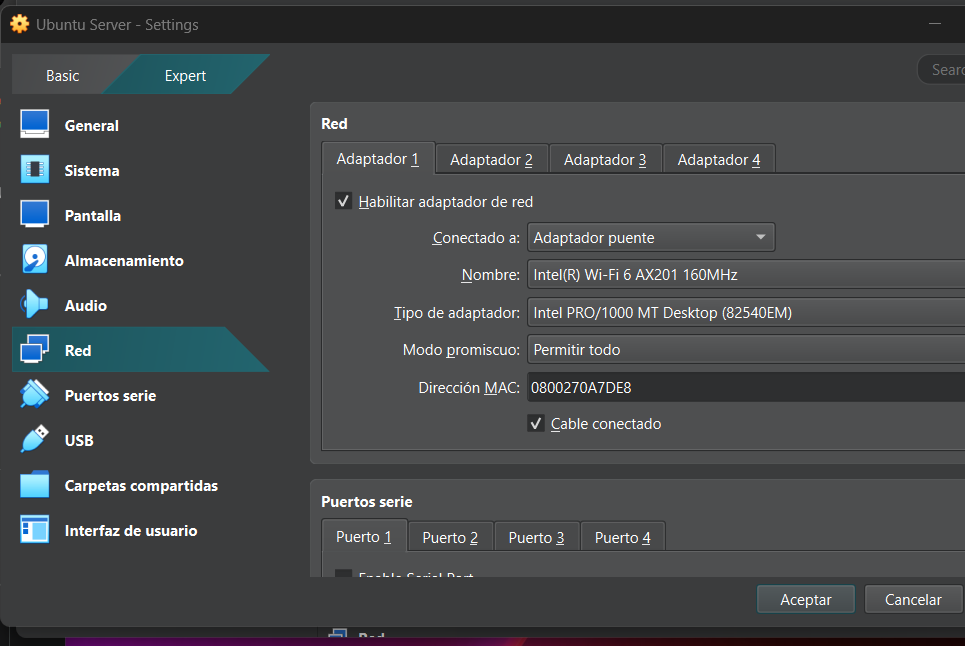 Ubuntu Server - Settings
Basic
Expert
Sear
General
Sistema
Pantalla
Almacenamiento
Audio
Red
Puertos serie
USB
Carpetas compartidas
Interfaz de usuario
Red
Adaptador 1
Adaptador 2
Adaptador 3
Adaptador 4
Habilitar adaptador de red
Conectado a: Adaptador puente
Nombre: Intel(R) Wi-Fi 6 AX201 160MHz
Tipo de adaptador: Intel PRO/1000 MT Desktop (82540EM)
Modo promiscuo: Permitir todo
Dirección MAC: 0800270A7DE8
Cable conectado
Puertos serie
Puerto 1
Puerto 2
Puerto 3
Puerto 4
Enable Serial Port
Aceptar
Cancelar
Red